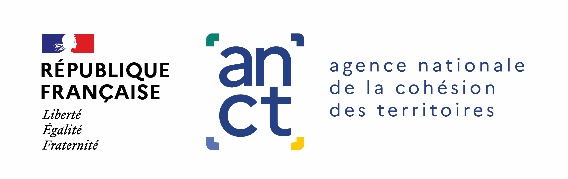 RÉPUBLIQUE
FRANÇAISE
Liberté
Égalité
Fraternité
an
ct
agence nationale
de la cohésion
des territoires